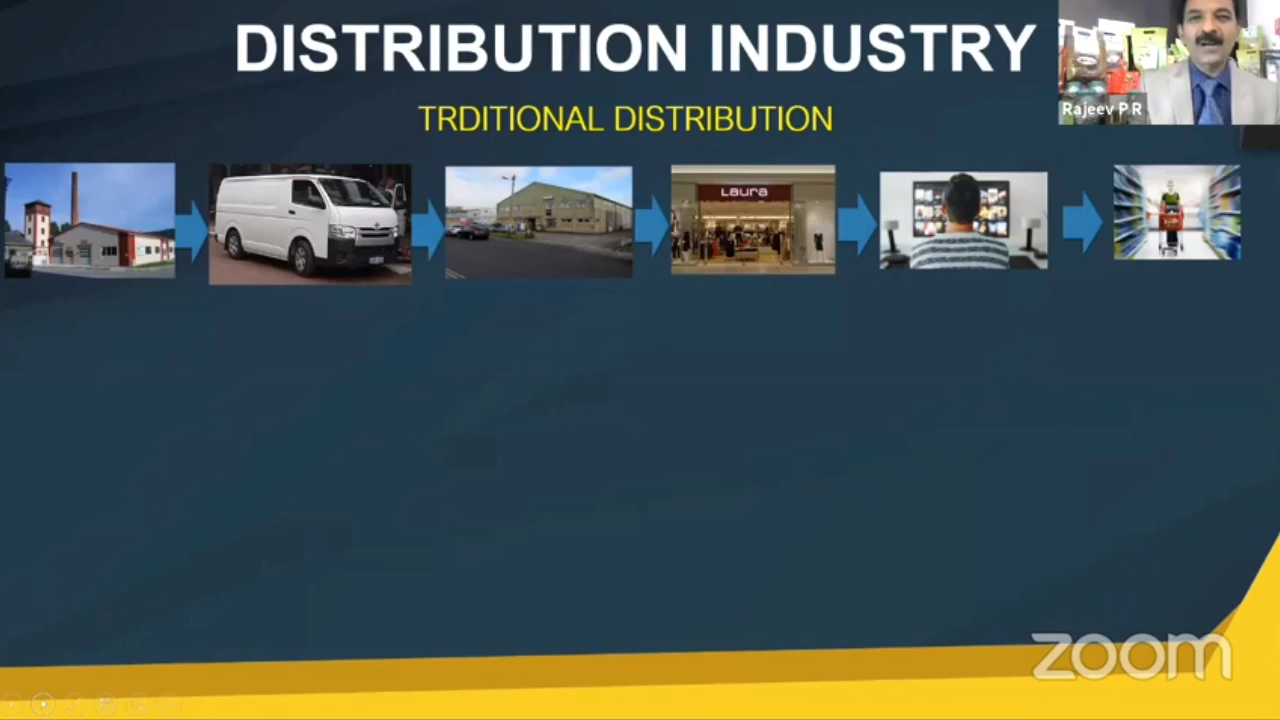 DISTRIBUTION INDUSTRY
TRDITIONAL DISTRIBUTION
Rajeev P R
LAURA
zoom